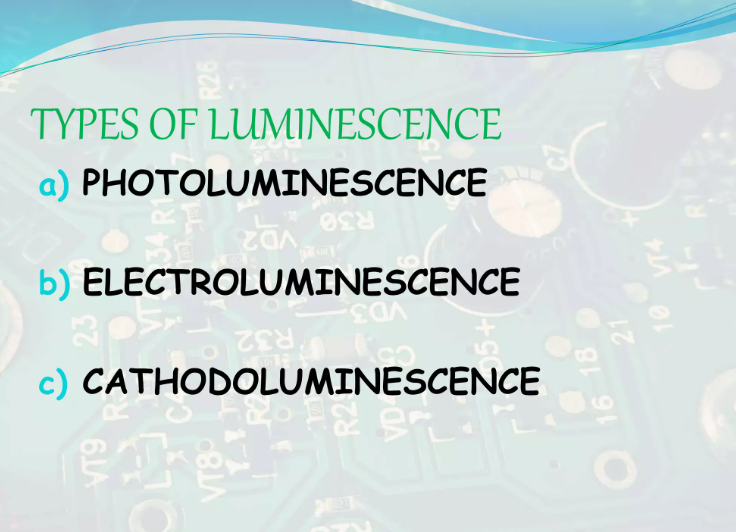 TYPES OF LUMINESCENCE
a) PHOTOLUMINESCENCE
b) ELECTROLUMINESCENCE
c) CATHODOLUMINESCENCE